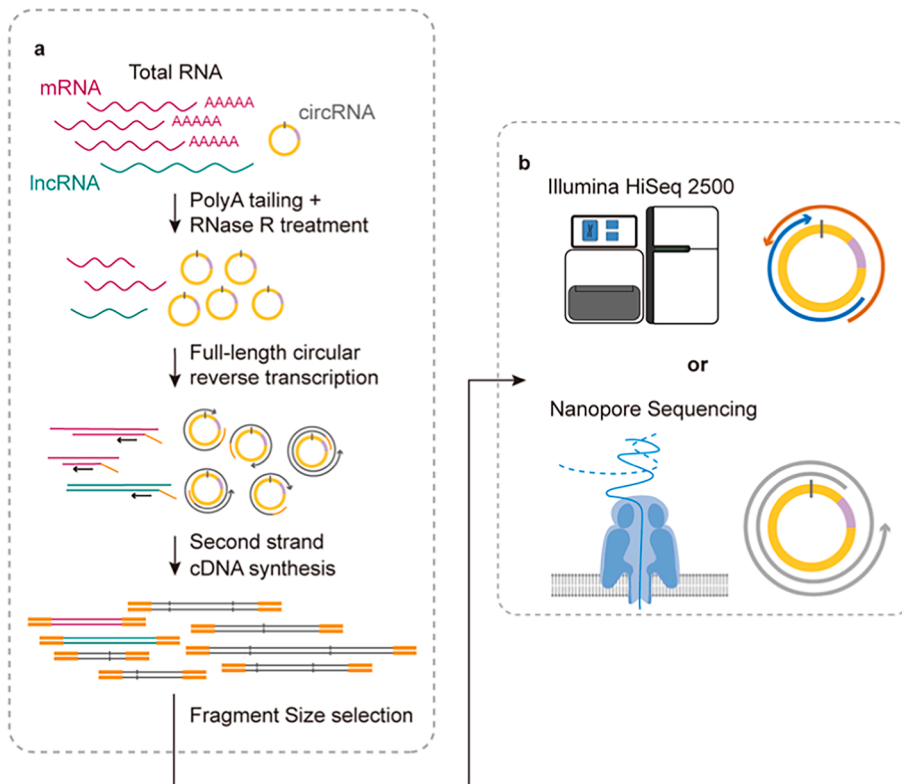 a
Total RNA
mRNA
AAAAA
AAAAA
AAAAA
circRNA
lncRNA
PolyA tailing +
RNase R treatment
Full-length circular
reverse transcription
Second strand
cDNA synthesis
Fragment Size selection
b
Illumina HiSeq 2500
or
Nanopore Sequencing